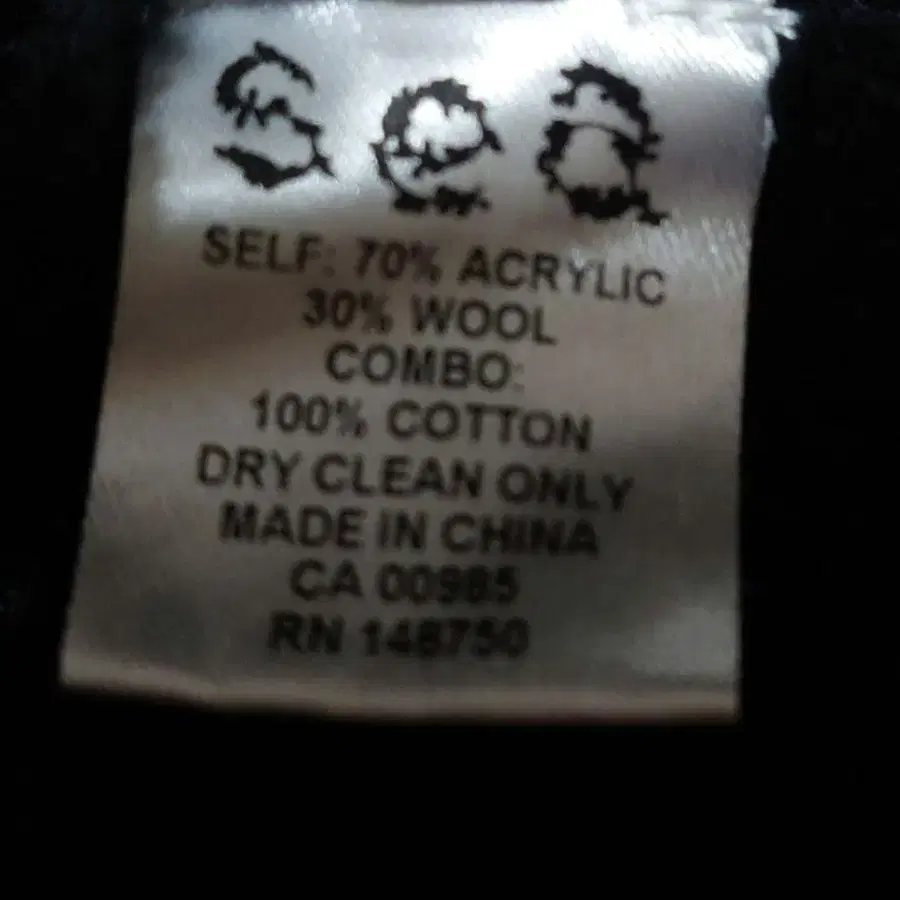 Sea
SELF: 70% ACRYLIC
30% WOOL
COMBO:
100% COTTON
DRY CLEAN ONLY
MADE IN CHINA
CA 00985
RN 148750